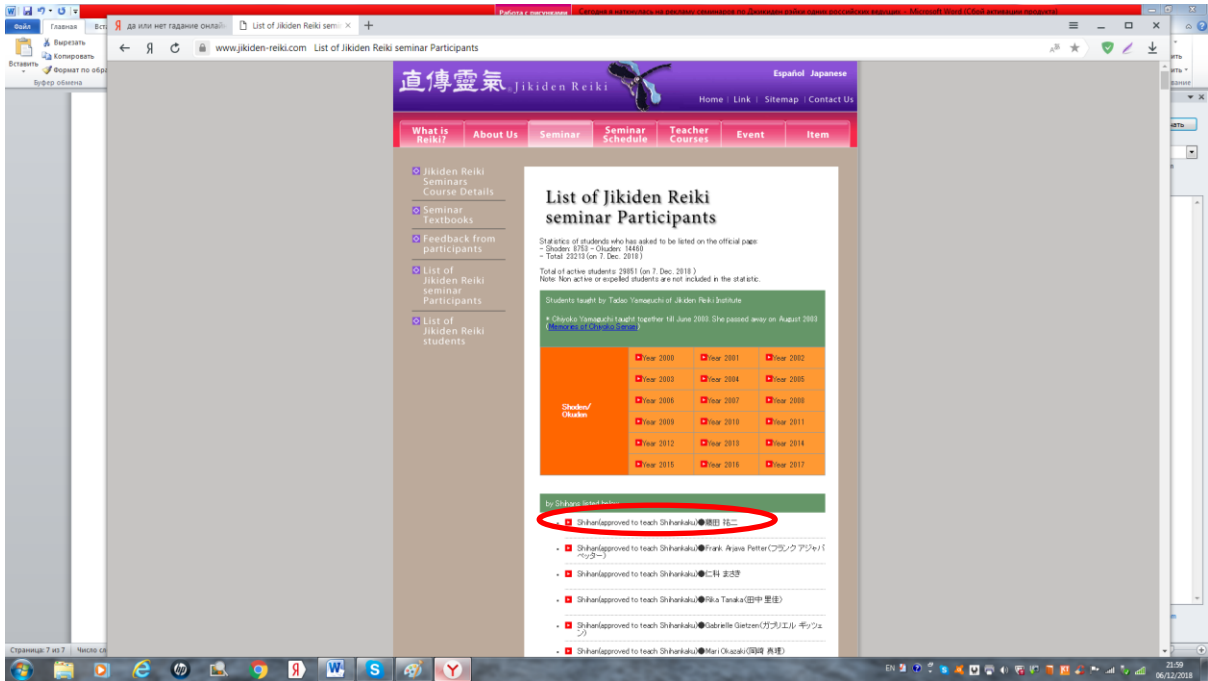 Работа с рисунками
Сегодня я наткнулась на рекламу семинаров по Дживиден рэйки одних российских ведущих – Microsoft Word (Сбой активации продукта)
Файл
Главная
Вст
да или нет гадание онлай
List of Jikiden Reiki sem
Вырезать
Копировать
Формат по обра
Вставить
Буфер обмена
www.jikiden-reiki.com List of Jikiden Reiki seminar Participants
直傳靈氣® Jikiden Reiki
Español Japanese
Home | Link | Sitemap | Contact Us
What is
Reiki?
About Us
Seminar
Seminar
Schedule
Teacher
Courses
Event
Item
Jikiden Reiki
Seminars
Course Details
Seminar
Textbooks
Feedback from
participants
List of
Jikiden Reiki
seminar
Participants
List of
Jikiden Reiki
students
List of Jikiden Reiki
seminar Participants
Statistics of studends who has asked to be listed on the official page
- Shoden: 8753 - Okuden: 14460
- Total: 23213 (on 7. Dec. 2018 )
Total of active students: 29851 (on 7. Dec. 2018 )
Note: Non active or expelled students are not included in the statistic.
Students taught by Tadao Yamaguchi of Jikiden Reiki Institute
* Chiyoko Yamaguchi taught together till June 2003. She passed away on August 2003
(Memories of Chiyoko Sensei)
Shoden/
Okuden
Year 2000 Year 2001 Year 2002
Year 2003 Year 2004 Year 2005
Year 2006 Year 2007 Year 2008
Year 2009 Year 2010 Year 2011
Year 2012 Year 2013 Year 2014
Year 2015 Year 2016 Year 2017
by Shihans listed below
Shihan(approved to teach Shihankaku)●織田 祐二
Shihan(approved to teach Shihankaku)●Frank Arjava Petter(フランク アジャバ
ペッター)
Shihan(approved to teach Shihankaku)●仁科 まさき
Shihan(approved to teach Shihankaku)●Rika Tanaka(田中 里佳)
Shihan(approved to teach Shihankaku)●Gabrielle Gietzen(ガブリエル ギッツェ
ン)
Shihan(approved to teach Shihankaku)●Mari Okazaki(岡崎 真理)
Страница: 7 из 7
Число сл
EN
21:59
06/12/2018